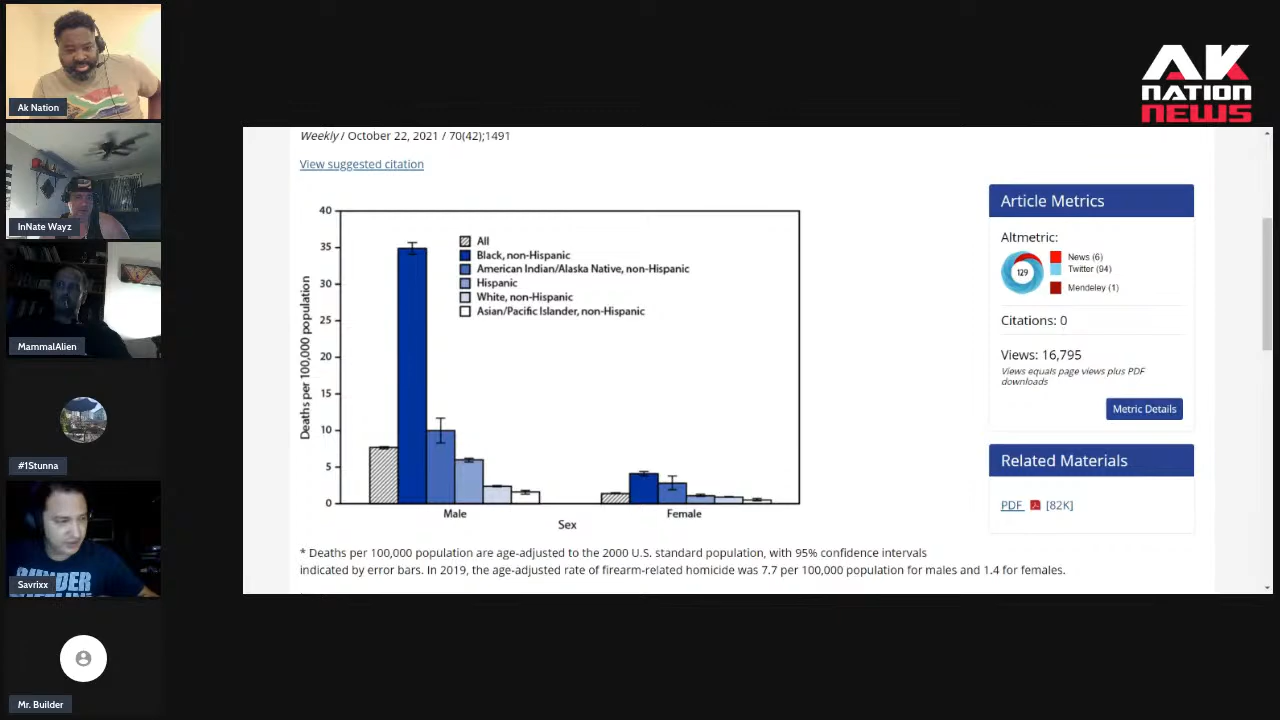 Ak Nation
InNate Wayz
MammalAlien
#1Stunna
Savrixx
Mr. Builder
AK
NATION
NEWS
Weekly / October 22, 2021 / 70(42);1491
View suggested citation
Deaths per 100,000 population
40
35
30
25
20
15
10
5
0
All
Black, non-Hispanic
American Indian/Alaska Native, non-Hispanic
Hispanic
White, non-Hispanic
Asian/Pacific Islander, non-Hispanic
Male
Female
Sex
* Deaths per 100,000 population are age-adjusted to the 2000 U.S. standard population, with 95% confidence intervals
indicated by error bars. In 2019, the age-adjusted rate of firearm-related homicide was 7.7 per 100,000 population for males and 1.4 for females.
Article Metrics
Altmetric:
129
News (6)
Twitter (94)
Mendeley (1)
Citations: 0
Views: 16,795
Views equals page views plus PDF
downloads
Metric Details
Related Materials
PDF [82K]